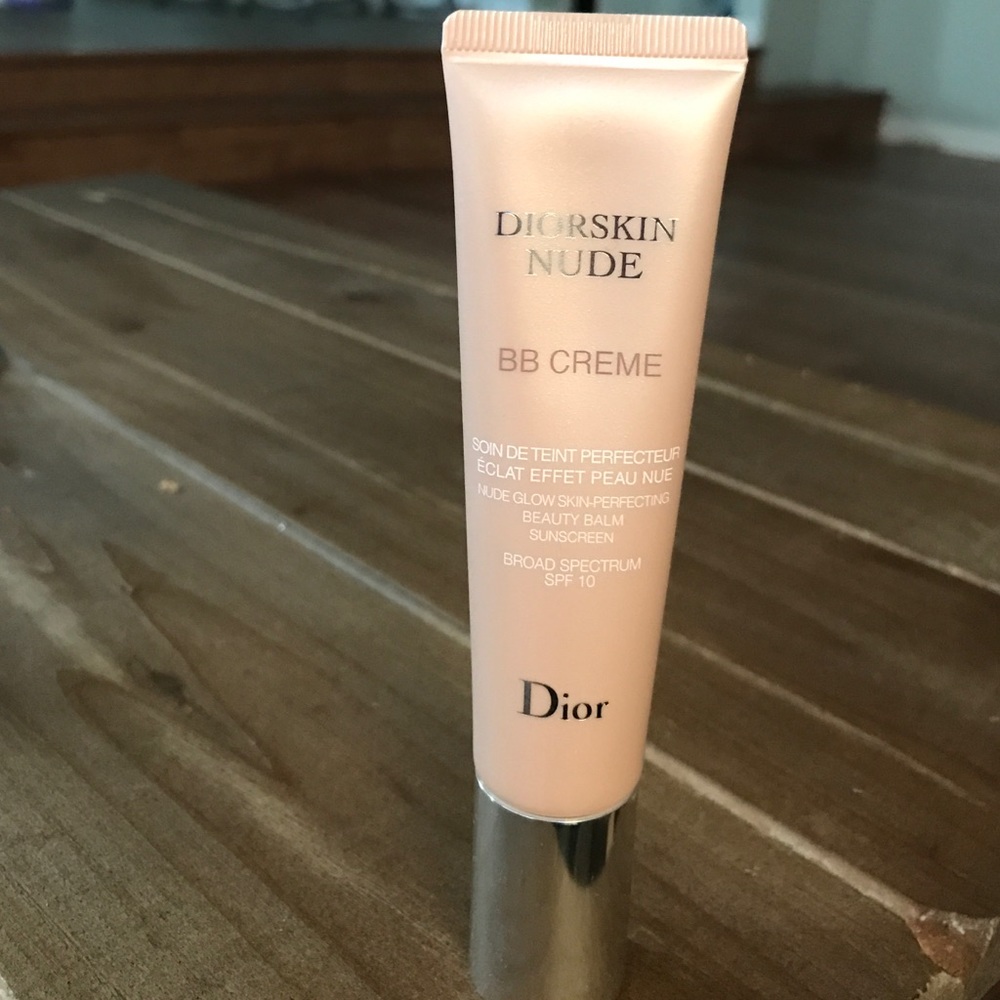 DIORSKIN
NUDE
BB CREME
SOIN DE TEINT PERFECTEUR
ÉCLAT EFFET PEAU NUE
NUDE GLOW SKIN-PERFECTING
BEAUTY BALM
SUNSCREEN
BROAD SPECTRUM
SPF 10
Dior